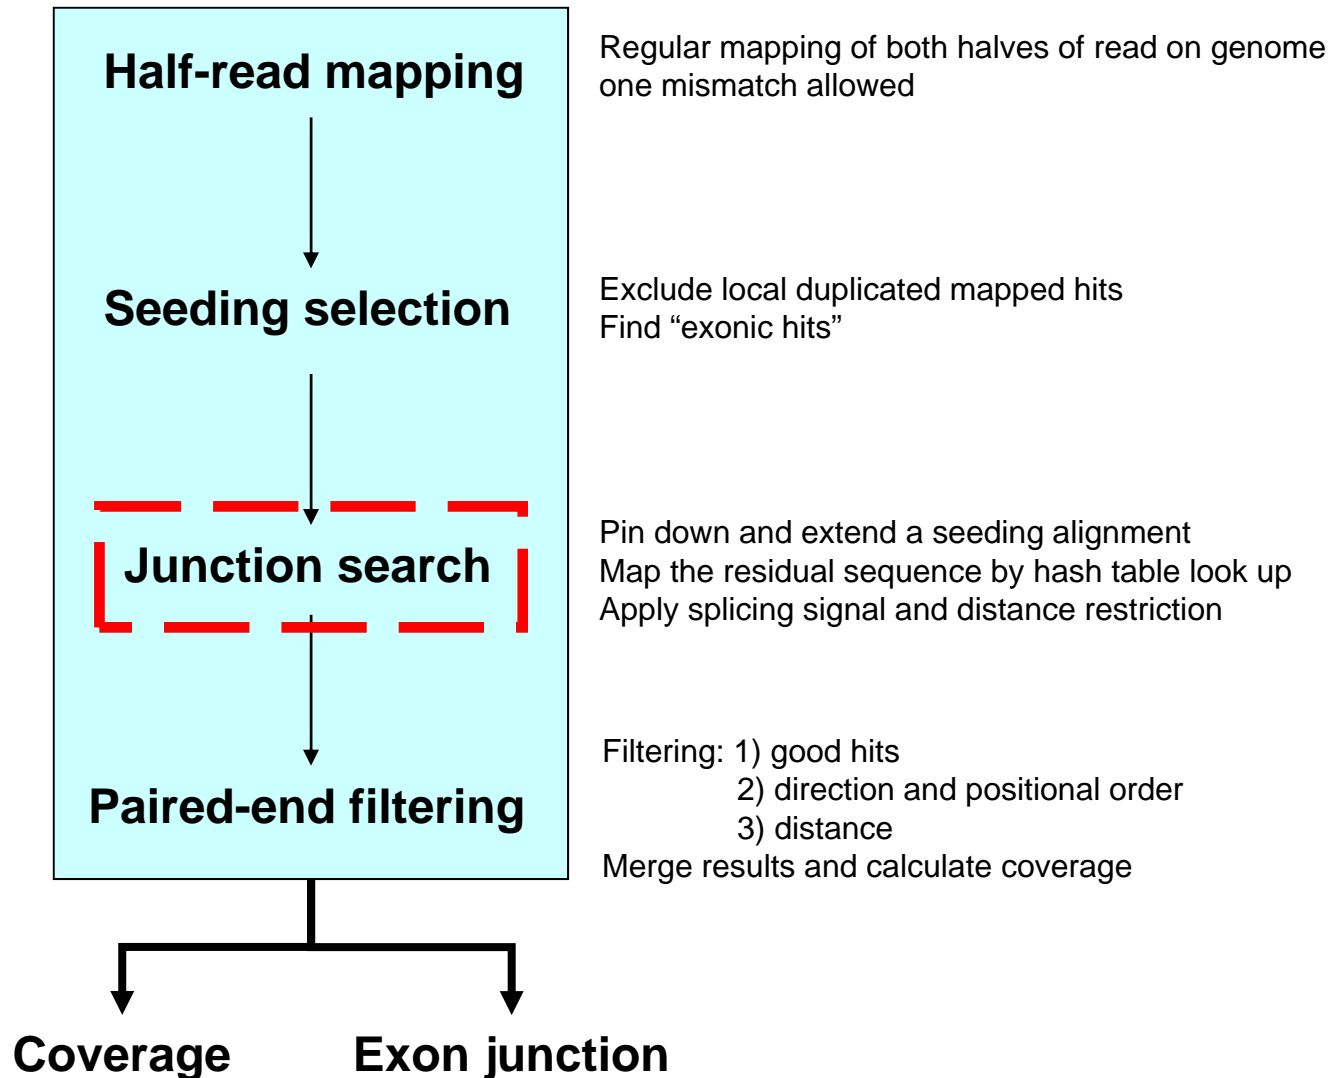 Half-read mapping
Regular mapping of both halves of read on genome
one mismatch allowed
Seeding selection
Exclude local duplicated mapped hits
Find “exonic hits”
Junction search
Pin down and extend a seeding alignment
Map the residual sequence by hash table look up
Apply splicing signal and distance restriction
Paired-end filtering
Filtering: 1) good hits
2) direction and positional order
3) distance
Merge results and calculate coverage
Coverage
Exon junction